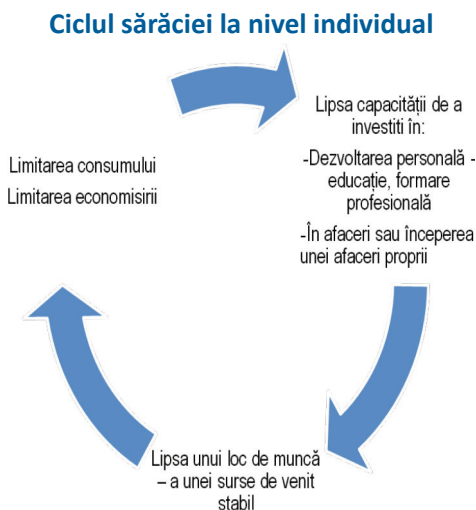 Ciclul sărăciei la nivel individual
Lipsa capacității de a
investiti în:
-Dezvoltarea personală -
educație, formare
profesională
-În afaceri sau începerea
unei afaceri proprii
Lipsa unui loc de muncă
– a unei surse de venit
stabil
Limitarea consumului
Limitarea economisirii